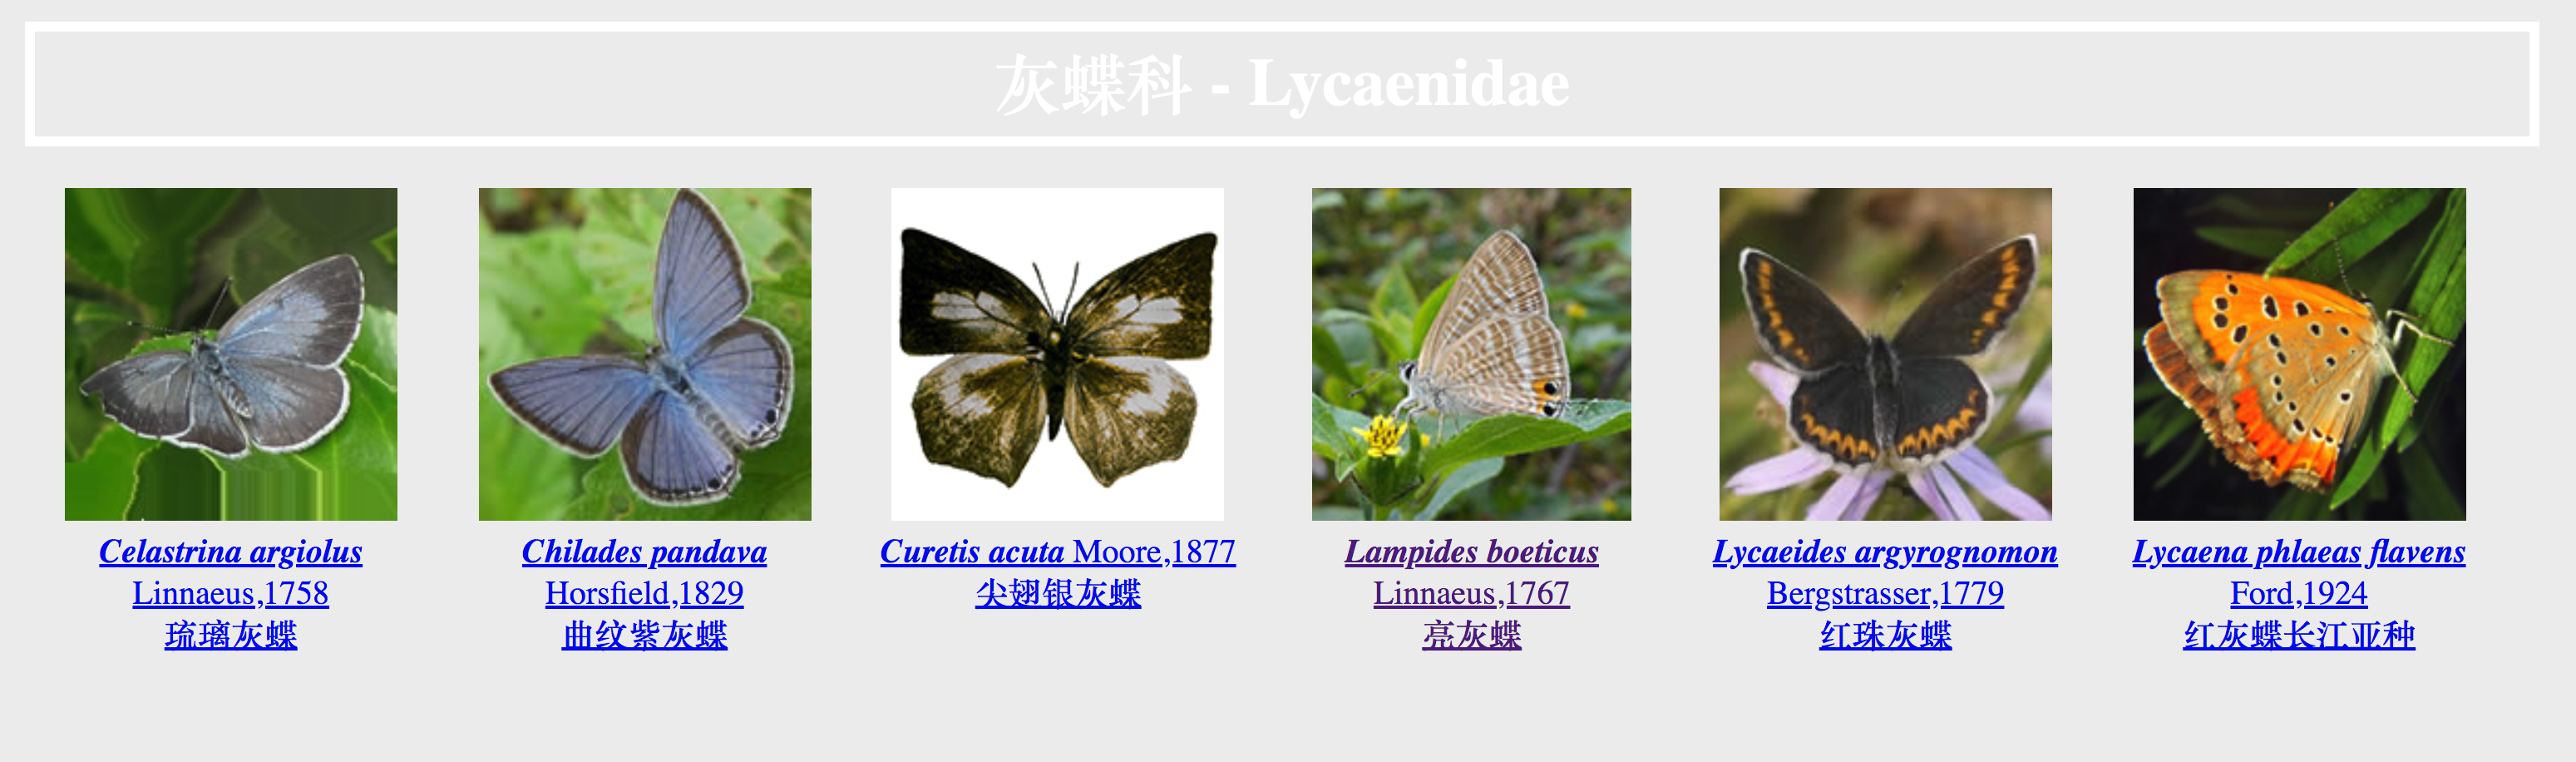 灰蝶科 - Lycaenidae
Celastrina argiolus
Linnaeus,1758
琉璃灰蝶
Chilades pandava
Horsfield,1829
曲纹紫灰蝶
Curetis acuta Moore,1877
尖翅银灰蝶
Lampides boeticus
Linnaeus,1767
亮灰蝶
Lycaeides argyrognomon
Bergstrasser,1779
红珠灰蝶
Lycaena phlaeas flavens
Ford,1924
红灰蝶长江亚种